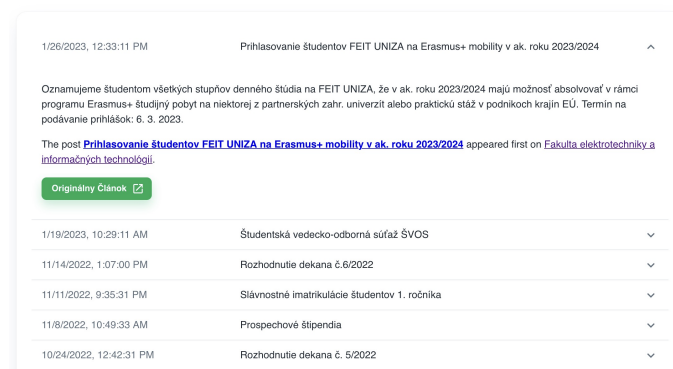 1/26/2023, 12:33:11 PM Prihlasovanie študentov FEIT UNIZA na Erasmus+ mobility v ak. roku 2023/2024
Oznamujeme študentom všetkých stupňov denného štúdia na FEIT UNIZA, že v ak. roku 2023/2024 majú možnosť absolvovať v rámci
programu Erasmus+ študijný pobyt na niektorej z partnerských zahr. univerzít alebo praktickú stáž v podnikoch krajín EÚ. Termín na
podávanie prihlášok: 6. 3. 2023.
The post Prihlasovanie študentov FEIT UNIZA na Erasmus+ mobility v ak. roku 2023/2024 appeared first on Fakulta elektrotechniky a
informačných technológií.
Originálny Článok
1/19/2023, 10:29:11 AM Študentská vedecko-odborná súťaž ŠVOS
11/14/2022, 1:07:00 PM Rozhodnutie dekana č.6/2022
11/11/2022, 9:35:31 PM Slávnostné imatrikulácie študentov 1. ročníka
11/8/2022, 10:49:33 AM Prospechové štipendia
10/24/2022, 12:42:31 PM Rozhodnutie dekana č. 5/2022